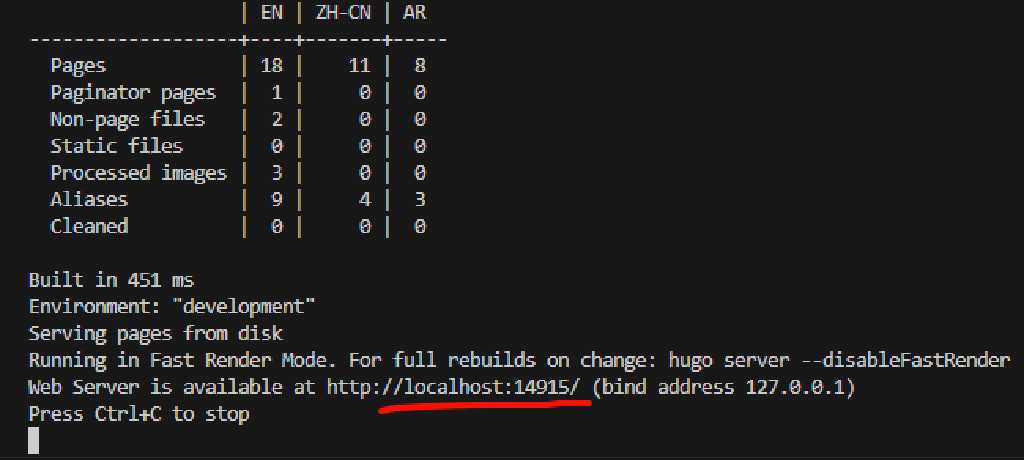 | EN | ZH-CN | AR
-------------------+----+-------+-----
Pages | 18 | 11 | 8
Paginator pages | 1 | 0 | 0
Non-page files | 2 | 0 | 0
Static files | 0 | 0 | 0
Processed images | 3 | 0 | 0
Aliases | 9 | 4 | 3
Cleaned | 0 | 0 | 0
Built in 451 ms
Environment: "development"
Serving pages from disk
Running in Fast Render Mode. For full rebuilds on change: hugo server --disableFastRender
Web Server is available at http://localhost:14915/ (bind address 127.0.0.1)
Press Ctrl+C to stop